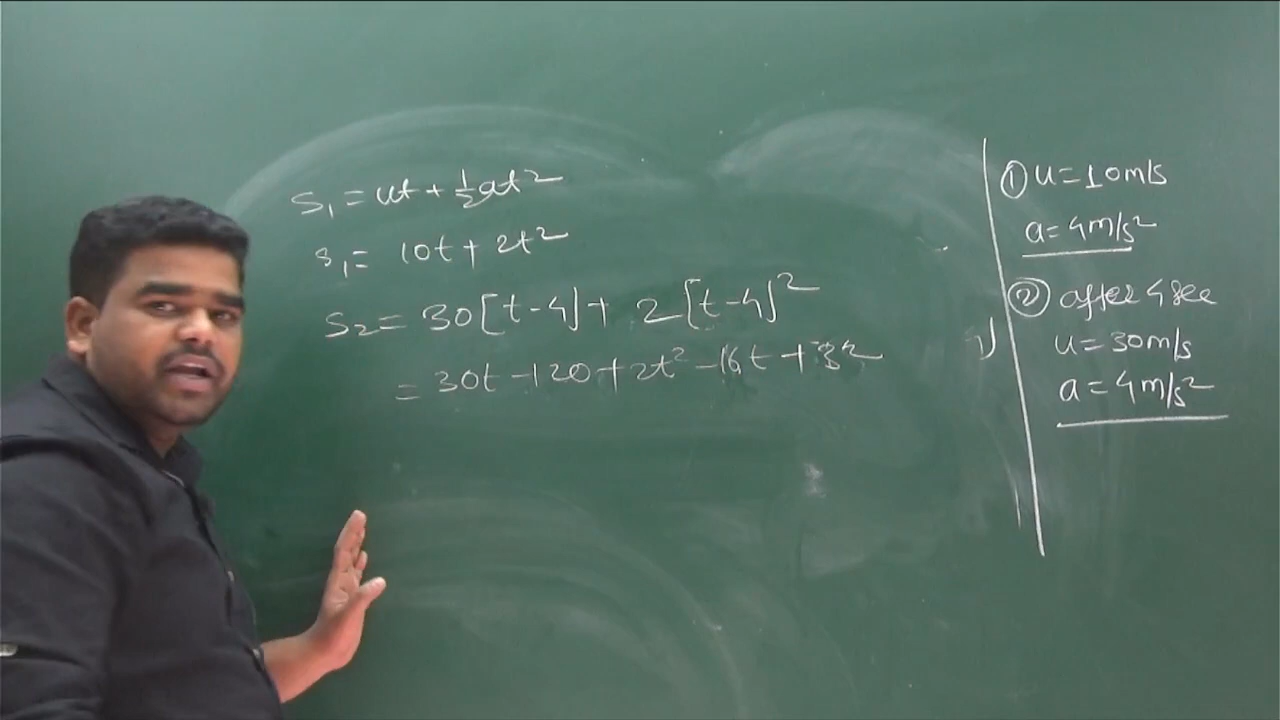 S₁ = ut + ½at²
s₁ = 10t + 2t²
S₂ = 30[t-4] + 2[t-4]²
= 30t - 120 + 2t² - 16t + 32
① u = 10m/s
a = 4m/s²
② after 4 sec
u = 30m/s
a = 4m/s²